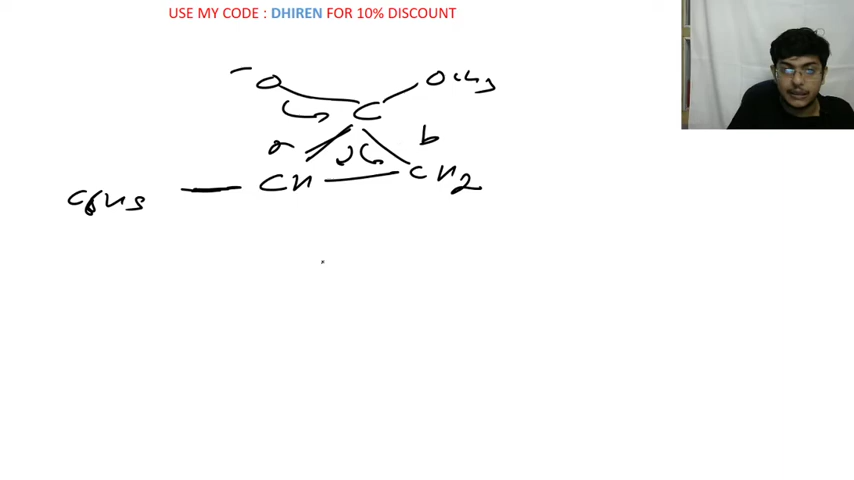 USE MY CODE : DHIREN FOR 10% DISCOUNT
− O OCH3
C
a b
C6H5 CH CH2